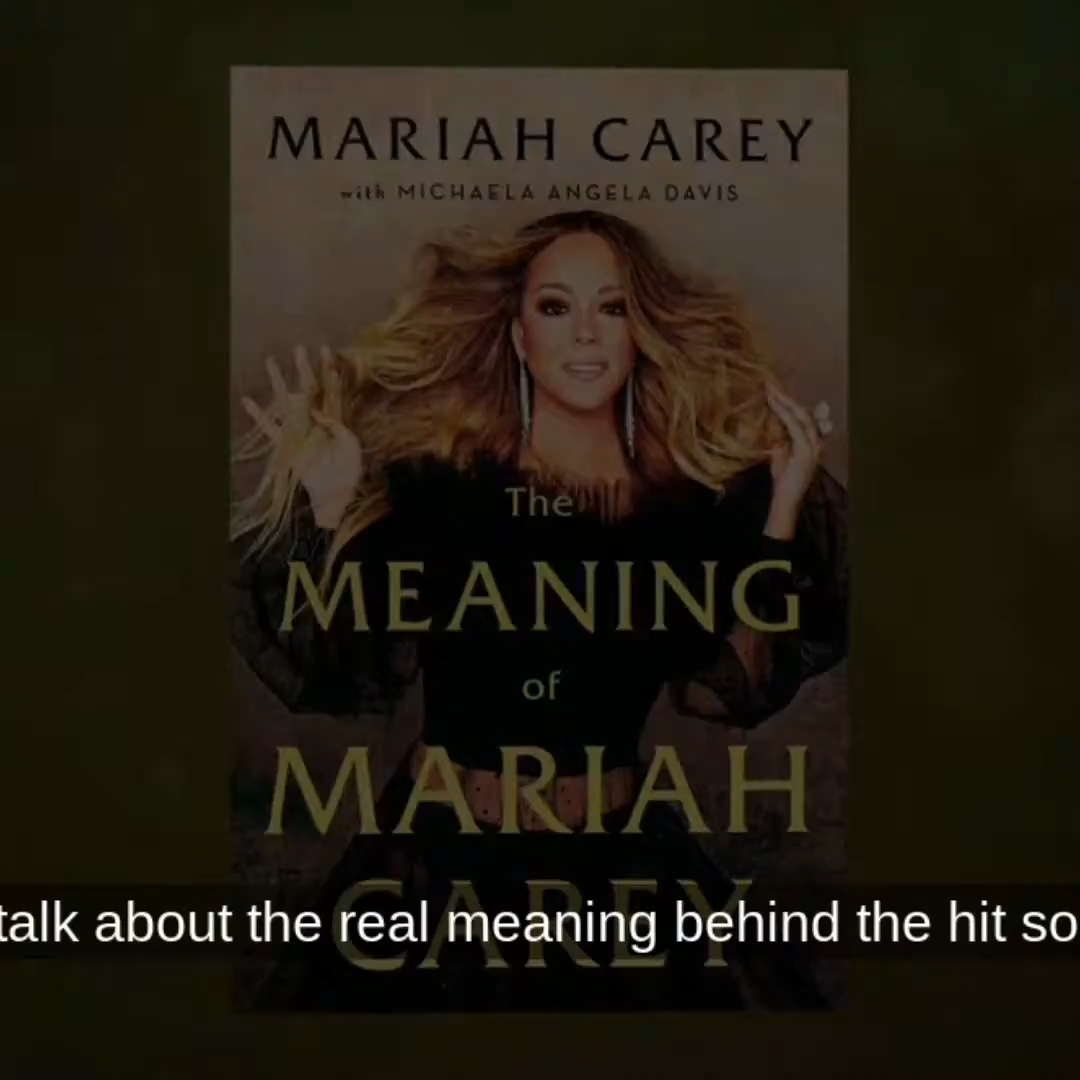 MARIAH CAREY
with MICHAELA ANGELA DAVIS
The
MEANING
of
MARIAH
CAREY
talk about the real meaning behind the hit so